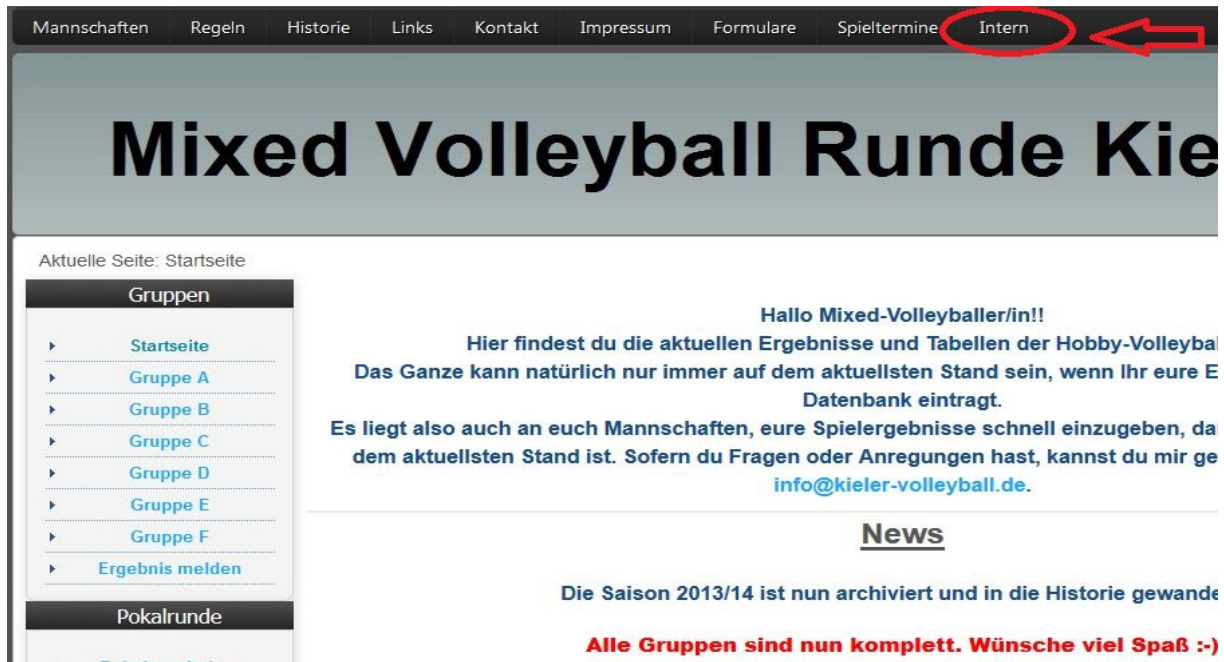 Mannschaften Regeln Historie Links Kontakt Impressum Formulare Spieltermine Intern
Mixed Volleyball Runde Kie
Aktuelle Seite: Startseite
Gruppen
Startseite
Gruppe A
Gruppe B
Gruppe C
Gruppe D
Gruppe E
Gruppe F
Ergebnis melden
Pokalrunde
Hallo Mixed-Volleyballer/in!!
Hier findest du die aktuellen Ergebnisse und Tabellen der Hobby-Volleybal
Das Ganze kann natürlich nur immer auf dem aktuellsten Stand sein, wenn Ihr eure E
Datenbank eintragt.
Es liegt also auch an euch Mannschaften, eure Spielergebnisse schnell einzugeben, da
dem aktuellsten Stand ist. Sofern du Fragen oder Anregungen hast, kannst du mir ge
info@kieler-volleyball.de.
News
Die Saison 2013/14 ist nun archiviert und in die Historie gewande
Alle Gruppen sind nun komplett. Wünsche viel Spaß :-)